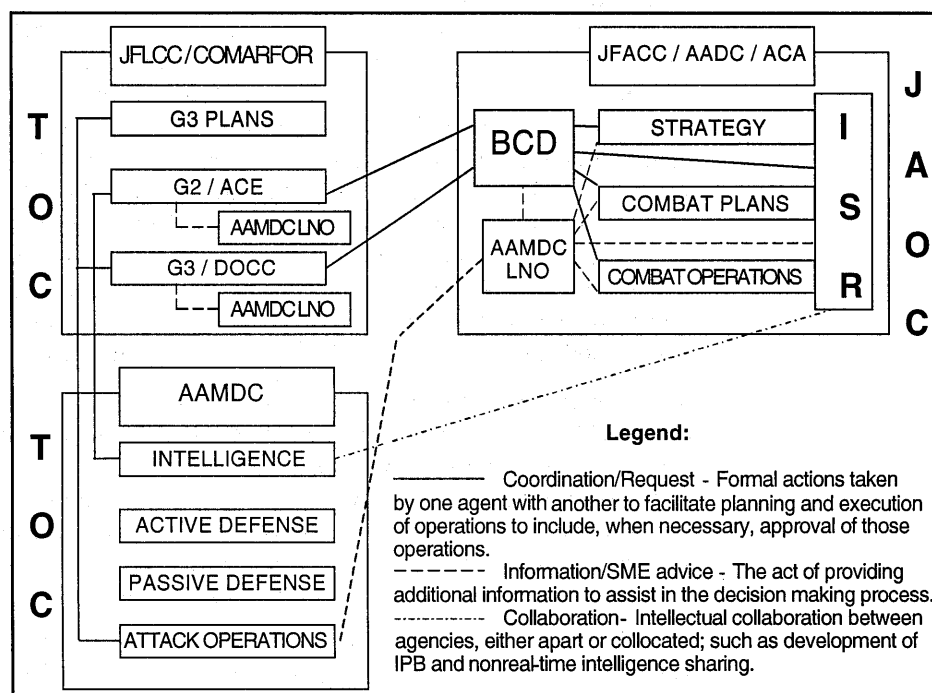 JFLCC/COMARFOR
G3 PLANS
G2 / ACE
AAMDC LNO
G3 / DOCC
AAMDC LNO
T
O
C
JFACC / AADC / ACA
BCD
AAMDC
LNO
STRATEGY
COMBAT PLANS
COMBAT OPERATIONS
I
S
R
J
A
O
C
AAMDC
INTELLIGENCE
ACTIVE DEFENSE
PASSIVE DEFENSE
ATTACK OPERATIONS
T
O
C
Legend:
Coordination/Request - Formal actions taken
by one agent with another to facilitate planning and execution
of operations to include, when necessary, approval of those
operations.
Information/SME advice - The act of providing
additional information to assist in the decision making process.
Collaboration- Intellectual collaboration between
agencies, either apart or collocated; such as development of
IPB and nonreal-time intelligence sharing.